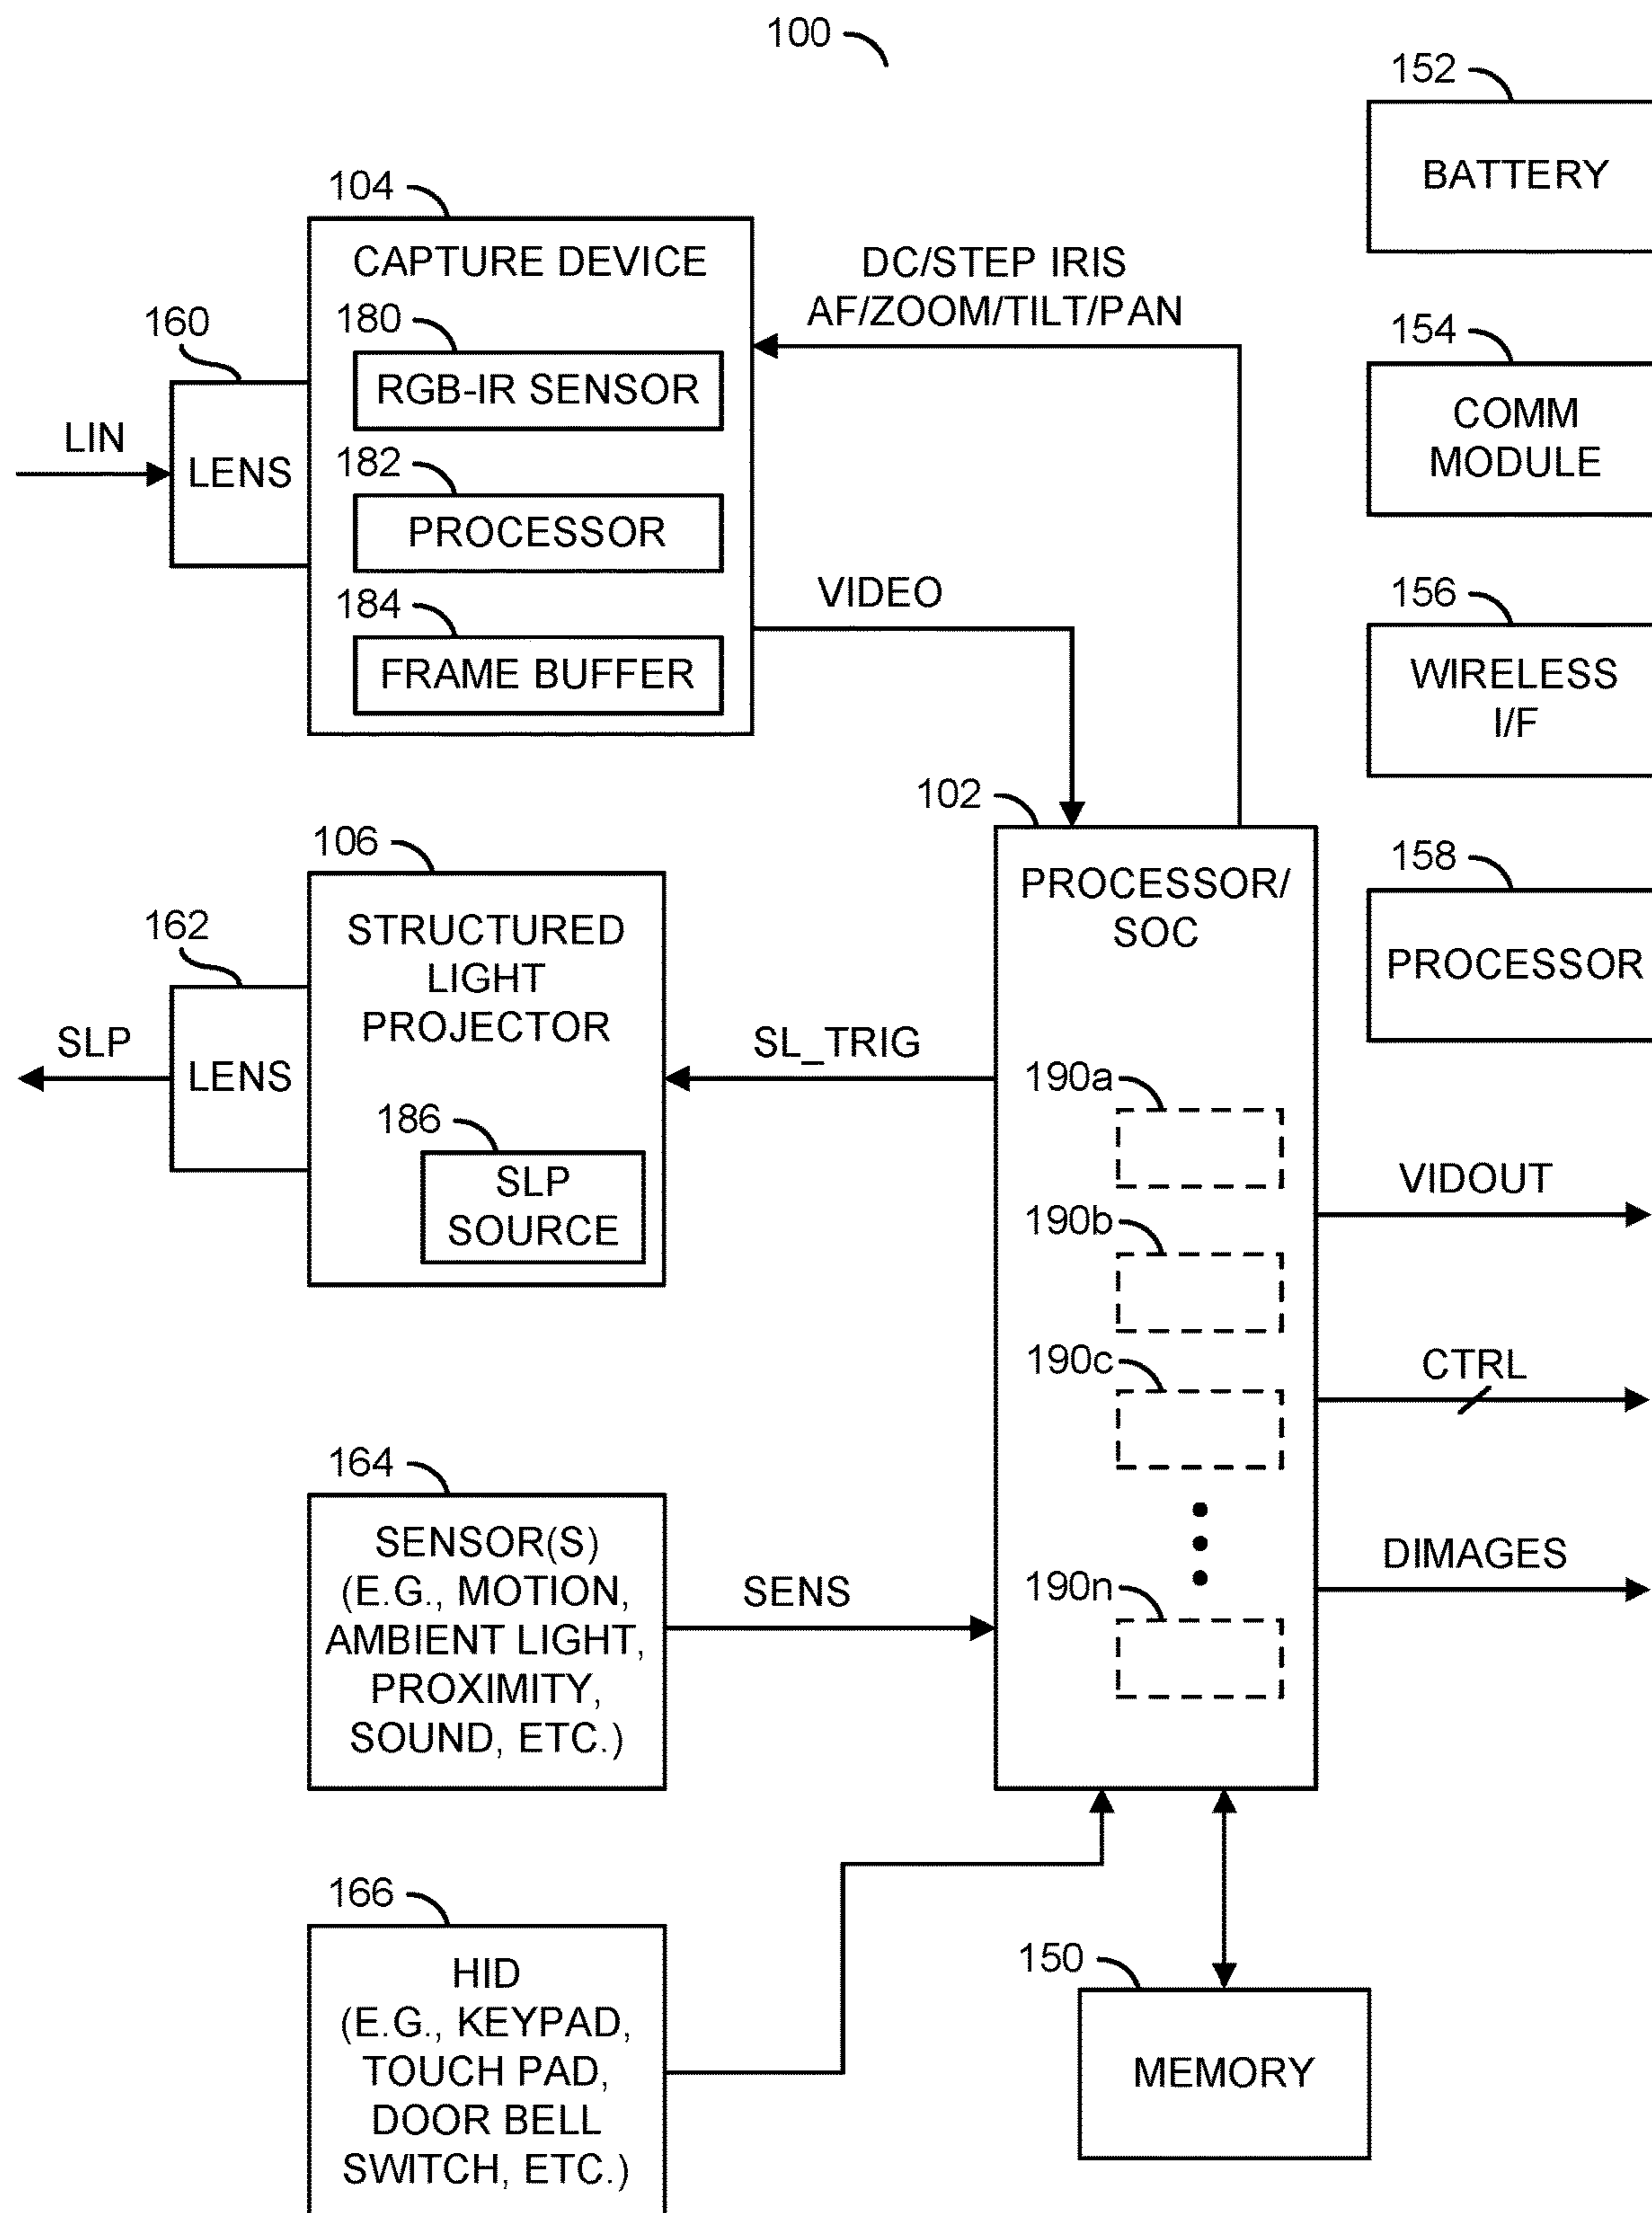 100
152
BATTERY
104
CAPTURE DEVICE
180
RGB-IR SENSOR
182
PROCESSOR
184
FRAME BUFFER
160
LENS
LIN
DC/STEP IRIS
AF/ZOOM/TILT/PAN
VIDEO
154
COMM
MODULE
156
WIRELESS
I/F
158
PROCESSOR
102
PROCESSOR/
SOC
106
STRUCTURED
LIGHT
PROJECTOR
186
SLP
SOURCE
162
LENS
SLP
SL_TRIG
190a
190b
190c
190n
VIDOUT
CTRL
DIMAGES
164
SENSOR(S)
(E.G., MOTION,
AMBIENT LIGHT,
PROXIMITY,
SOUND, ETC.)
SENS
166
HID
(E.G., KEYPAD,
TOUCH PAD,
DOOR BELL
SWITCH, ETC.)
150
MEMORY